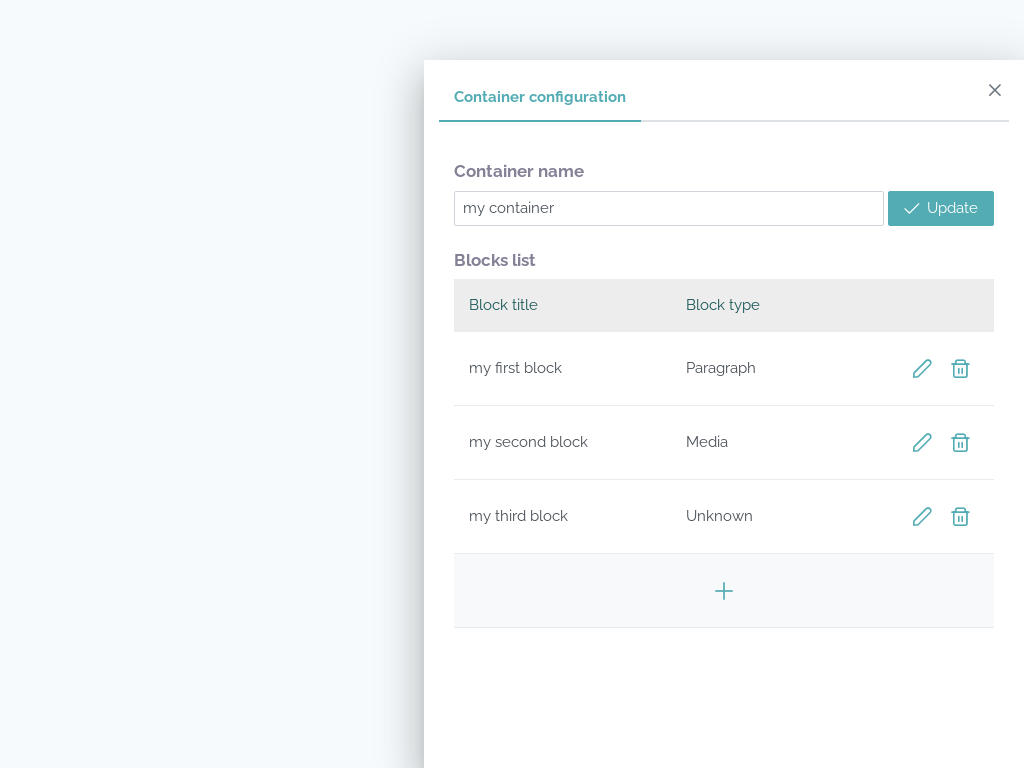 Container configuration
Container name
my container
Update
Blocks list
Block title Block type
my first block Paragraph
my second block Media
my third block Unknown